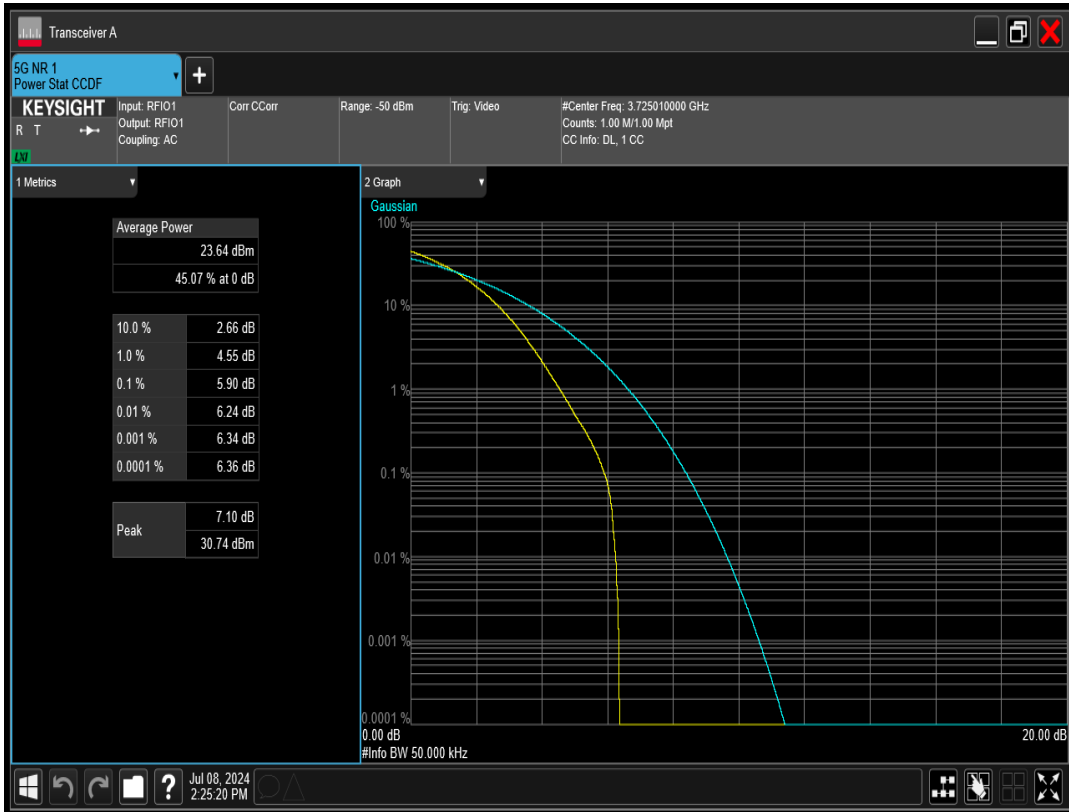 Transceiver A
5G NR 1
Power Stat CCDF
KEYSIGHT
R T
LXI
Input: RFIO1
Output: RFIO1
Coupling: AC
Corr CCorr
Range: -50 dBm
Trig: Video
#Center Freq: 3.725010000 GHz
Counts: 1.00 M/1.00 Mpt
CC Info: DL, 1 CC
1 Metrics
Average Power
23.64 dBm
45.07 % at 0 dB
10.0 % 2.66 dB
1.0 % 4.55 dB
0.1 % 5.90 dB
0.01 % 6.24 dB
0.001 % 6.34 dB
0.0001 % 6.36 dB
Peak 7.10 dB
30.74 dBm
2 Graph
Gaussian
100 %
10 %
1 %
0.1 %
0.01 %
0.001 %
0.0001 %
0.00 dB 20.00 dB
#Info BW 50.000 kHz
?
Jul 08, 2024
2:25:20 PM